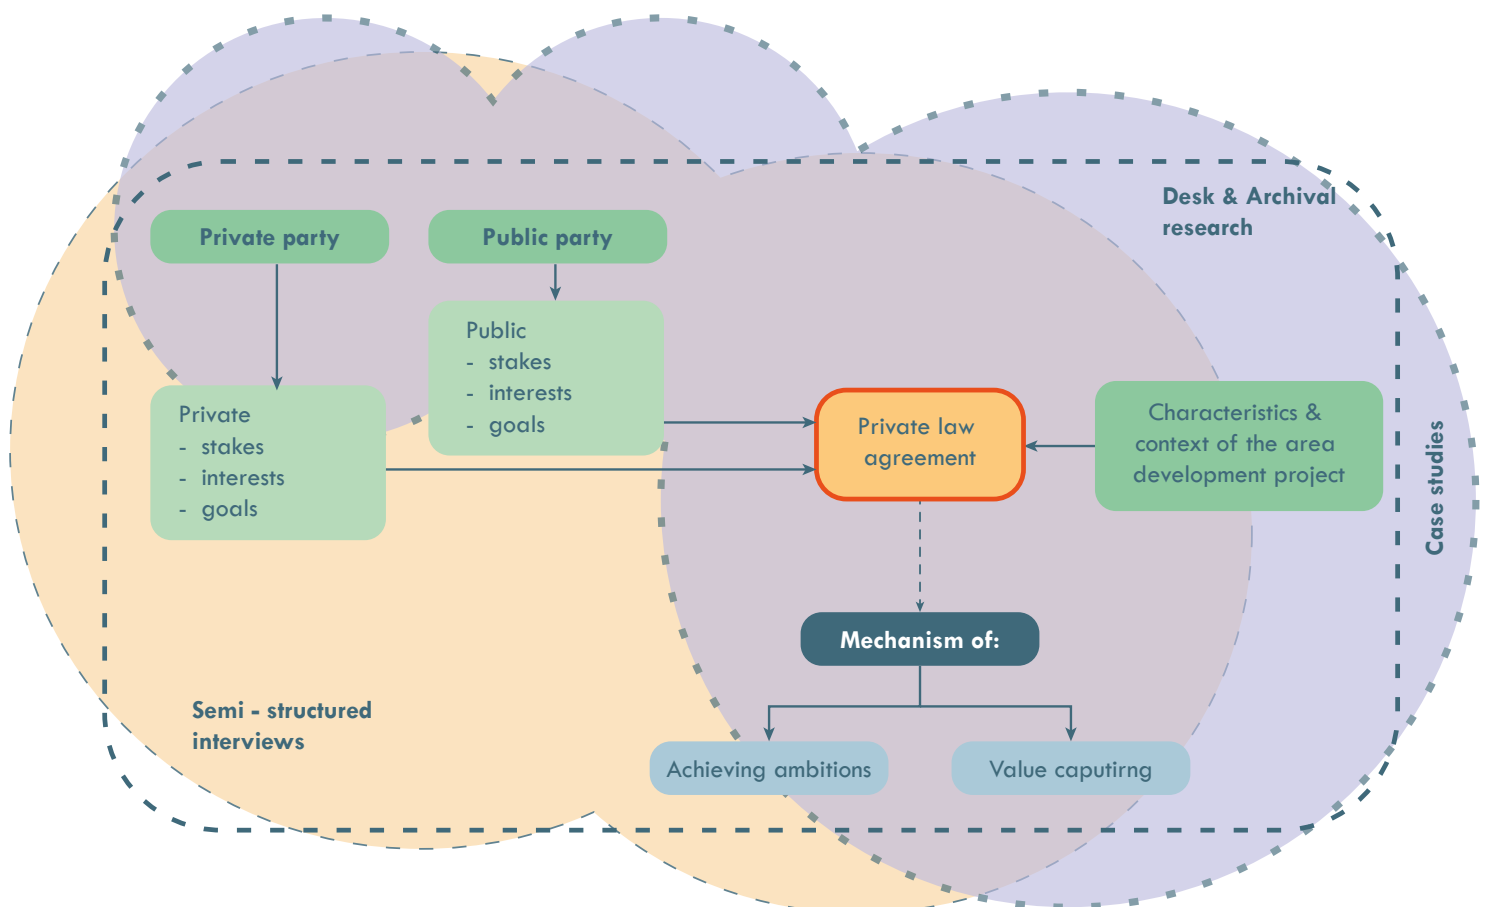 Desk & Archival
research
Private party
Public party
Public
- stakes
- interests
- goals
Private
- stakes
- interests
- goals
Private law
agreement
Characteristics &
context of the area
development project
Case studies
Mechanism of:
Semi - structured
interviews
Achieving ambitions
Value caputirng